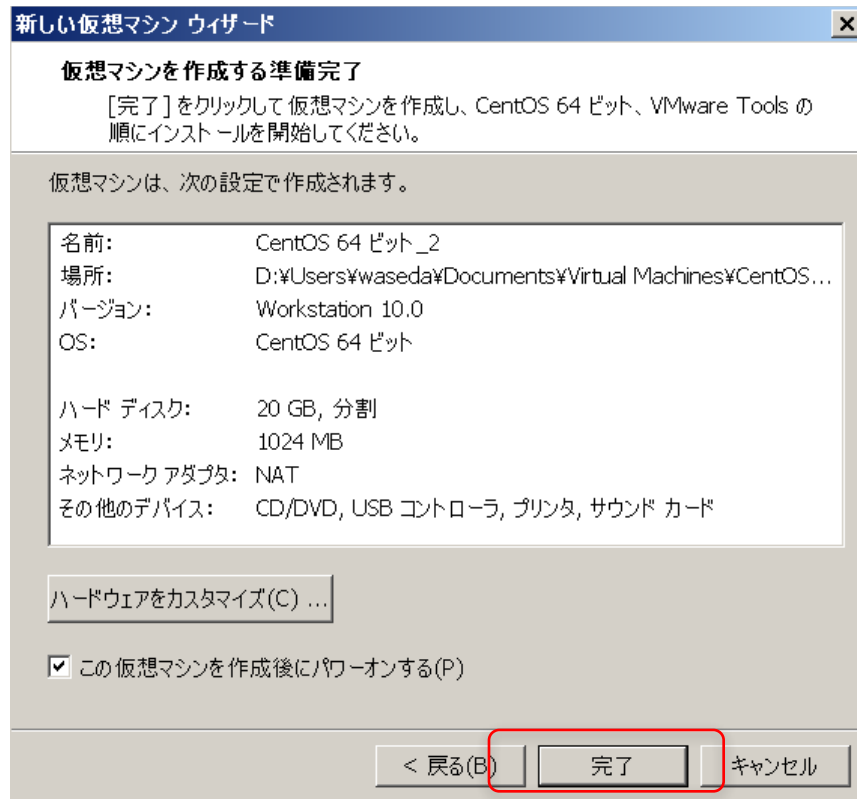 新しい仮想マシン ウィザード
仮想マシンを作成する準備完了
[完了]をクリックして仮想マシンを作成し、CentOS 64 ビット、VMware Tools の
順にインストールを開始してください。
仮想マシンは、次の設定で作成されます。
名前: CentOS 64 ビット_2
場所: D:¥Users¥waseda¥Documents¥Virtual Machines¥CentOS...
バージョン: Workstation 10.0
OS: CentOS 64 ビット
ハード ディスク: 20 GB, 分割
メモリ: 1024 MB
ネットワーク アダプタ: NAT
その他のデバイス: CD/DVD, USB コントローラ, プリンタ, サウンド カード
ハードウェアをカスタマイズ(C) ...
この仮想マシンを作成後にパワーオンする(P)
< 戻る(B) 完了 キャンセル